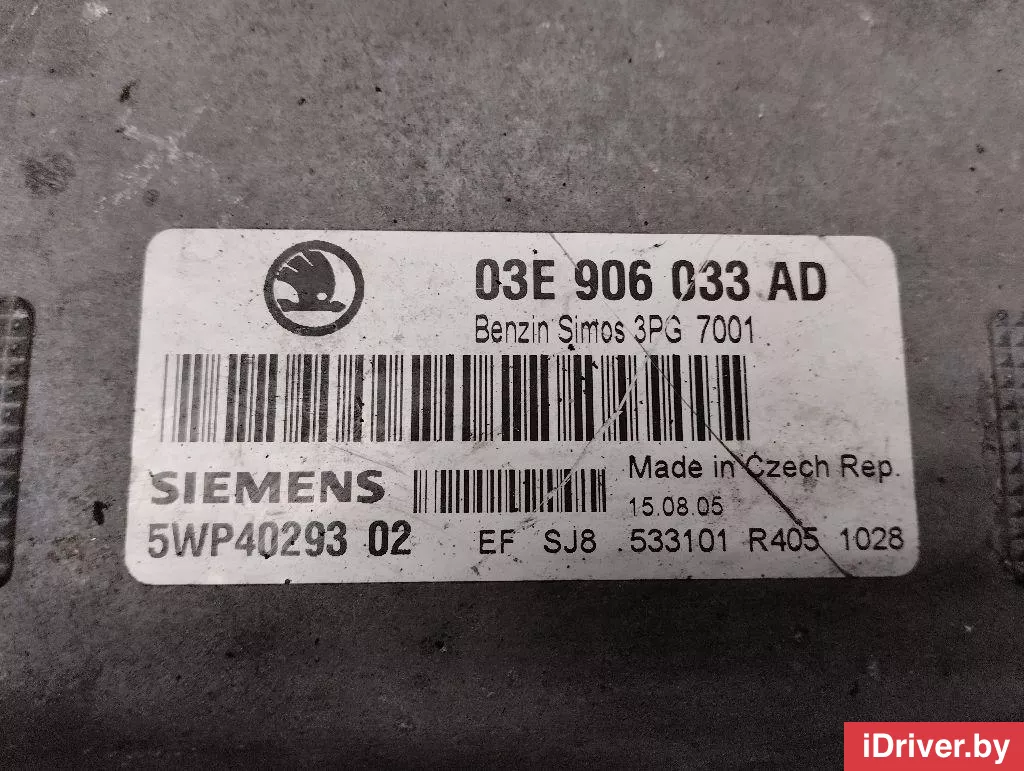 03E 906 033 AD
Benzin Simos 3PG 7001
SIEMENS
Made in Czech Rep.
15.08.05
5WP40293 02
EF SJ8 .533101 R405 1028
iDriver.by